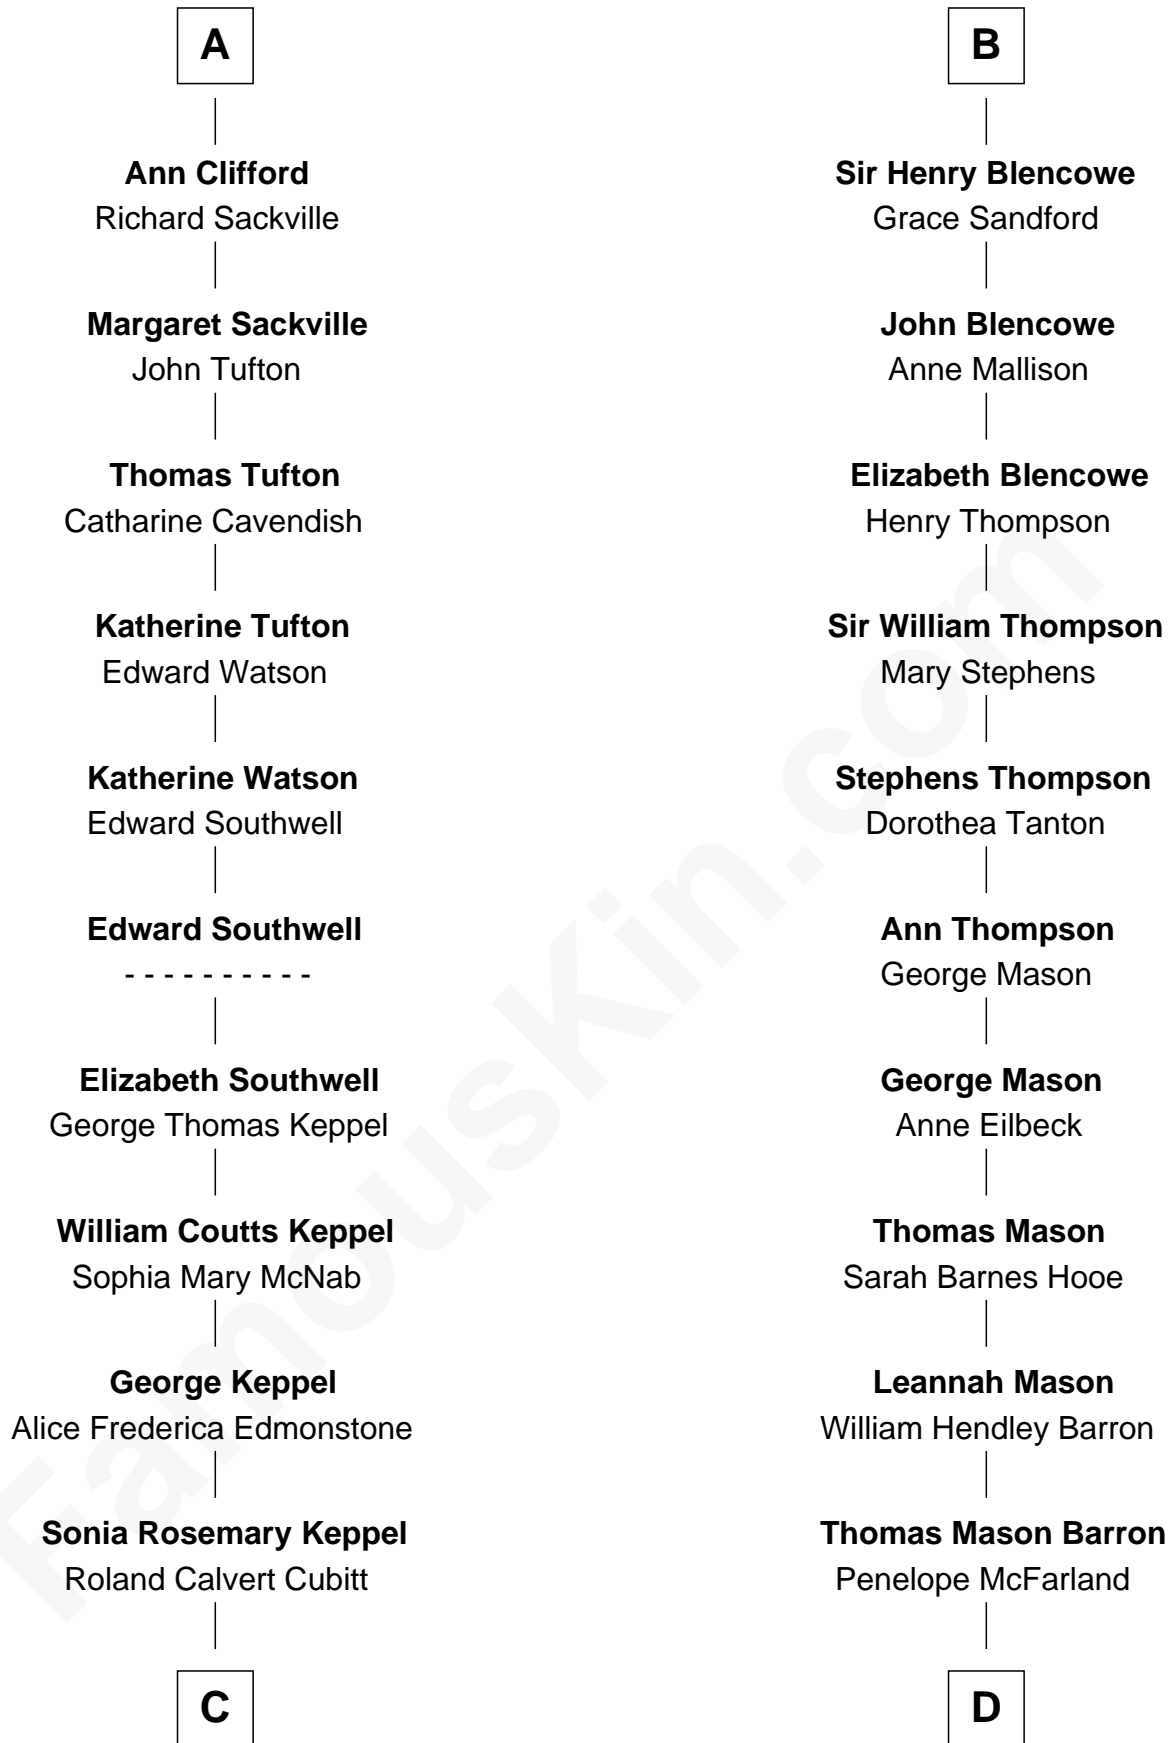 A
Ann Clifford
Richard Sackville
Margaret Sackville
John Tufton
Thomas Tufton
Catharine Cavendish
Katherine Tufton
Edward Watson
Katherine Watson
Edward Southwell
Edward Southwell
- - - - - - - - - -
Elizabeth Southwell
George Thomas Keppel
William Coutts Keppel
Sophia Mary McNab
George Keppel
Alice Frederica Edmonstone
Sonia Rosemary Keppel
Roland Calvert Cubitt
C
B
Sir Henry Blencowe
Grace Sandford
John Blencowe
Anne Mallison
Elizabeth Blencowe
Henry Thompson
Sir William Thompson
Mary Stephens
Stephens Thompson
Dorothea Tanton
Ann Thompson
George Mason
George Mason
Anne Eilbeck
Thomas Mason
Sarah Barnes Hooe
Leannah Mason
William Hendley Barron
Thomas Mason Barron
Penelope McFarland
D
FamousKin.com